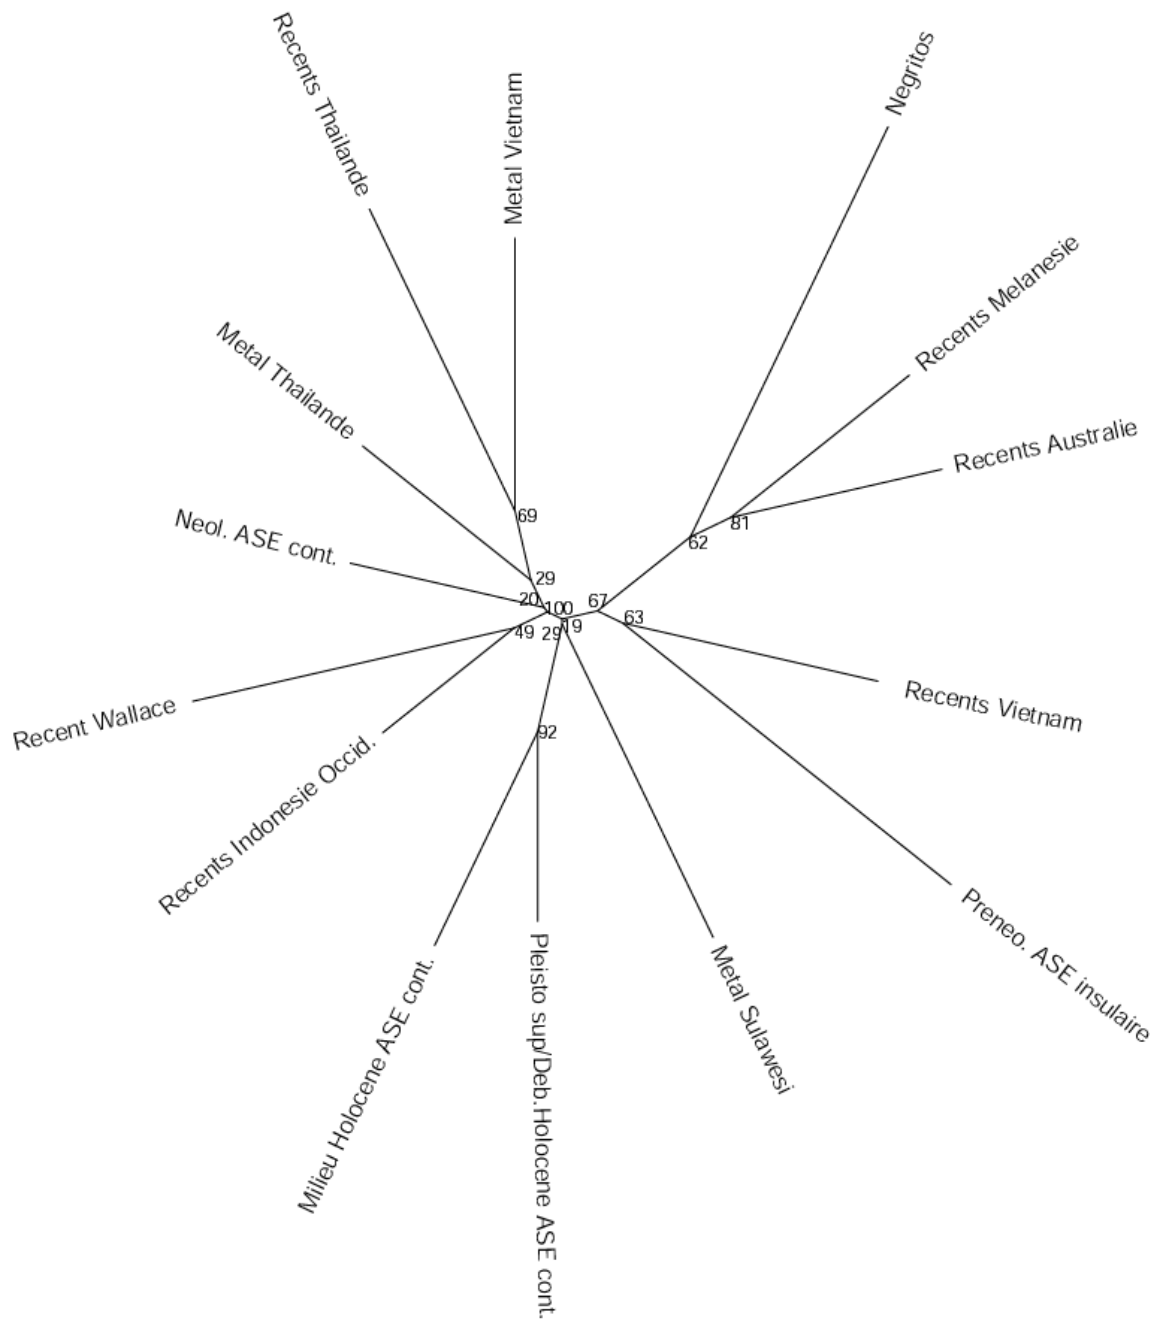 Recents Thailande
Metal Vietnam
Negritos
Recents Melanesie
Metal Thailande
Recents Australie
69
81
62
Neol. ASE cont.
29
20
100
67
63
19
49
29
Recent Wallace
Recents Vietnam
92
Recents Indonesie Occid.
Preneo. ASE insulaire
Metal Sulawesi
Pleisto sup/Deb.Holocene ASE cont.
Milieu Holocene ASE cont.